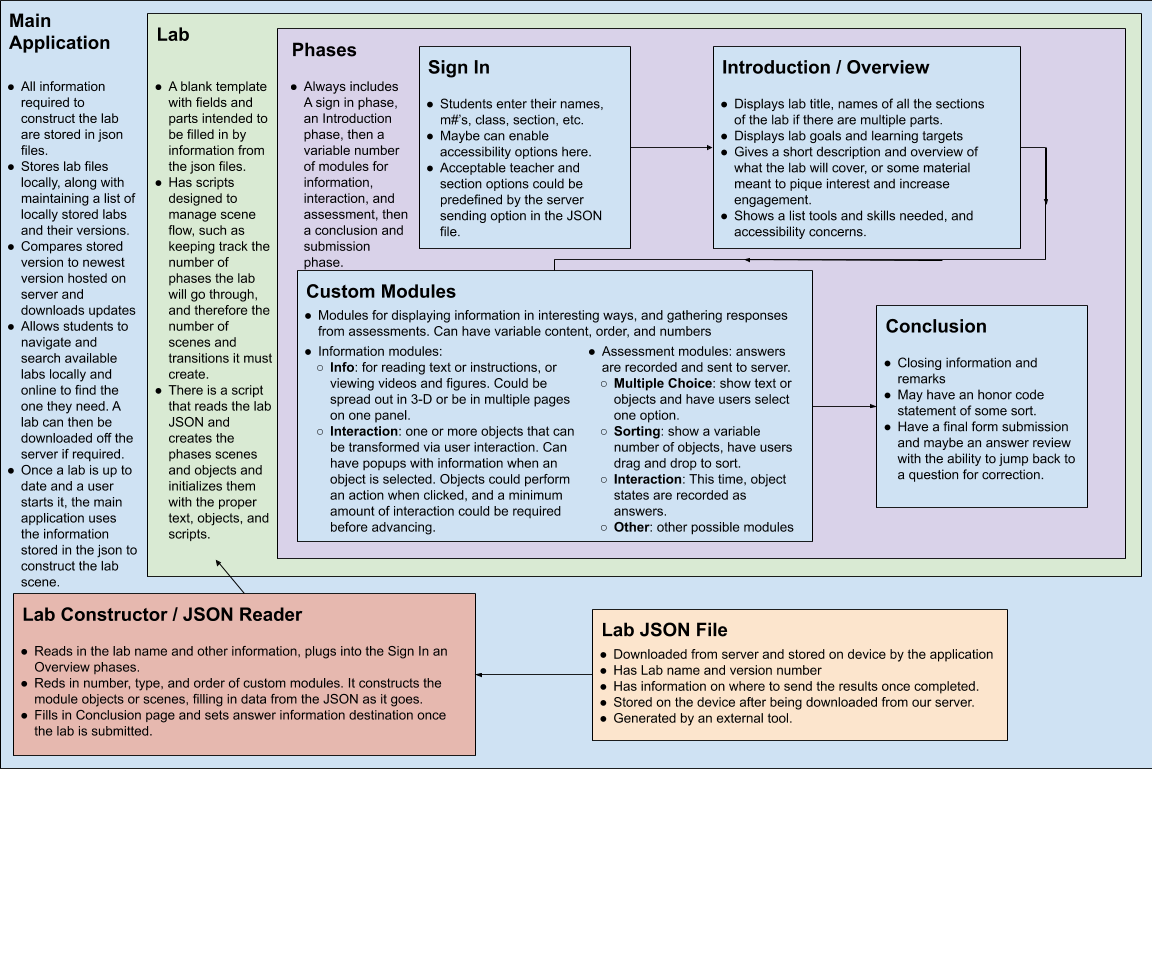 Main
Application
● All information
required to
construct the lab
are stored in json
files.
● Stores lab files
locally, along with
maintaining a list of
locally stored labs
and their versions.
● Compares stored
version to newest
version hosted on
server and
downloads updates
● Allows students to
navigate and
search available
labs locally and
online to find the
one they need. A
lab can then be
downloaded off the
server if required.
● Once a lab is up to
date and a user
starts it, the main
application uses
the information
stored in the json to
construct the lab
scene.
Lab
● A blank template
with fields and
parts intended to
be filled in by
information from
the json files.
● Has scripts
designed to
manage scene
flow, such as
keeping track the
number of
phases the lab
will go through,
and therefore the
number of
scenes and
transitions it must
create.
● There is a script
that reads the lab
JSON and
creates the
phases scenes
and objects and
initializes them
with the proper
text, objects, and
scripts.
Phases
● Always includes
A sign in phase,
an Introduction
phase, then a
variable number
of modules for
information,
interaction, and
assessment, then
a conclusion and
submission
phase.
Sign In
● Students enter their names,
m#'s, class, section, etc.
● Maybe can enable
accessibility options here.
● Acceptable teacher and
section options could be
predefined by the server
sending option in the JSON
file.
Introduction / Overview
● Displays lab title, names of all the sections
of the lab if there are multiple parts.
● Displays lab goals and learning targets
● Gives a short description and overview of
what the lab will cover, or some material
meant to pique interest and increase
engagement.
● Shows a list tools and skills needed, and
accessibility concerns.
Custom Modules
● Modules for displaying information in interesting ways, and gathering responses
from assessments. Can have variable content, order, and numbers
● Information modules:
○ Info: for reading text or instructions, or
viewing videos and figures. Could be
spread out in 3-D or be in multiple pages
on one panel.
○ Interaction: one or more objects that can
be transformed via user interaction. Can
have popups with information when an
object is selected. Objects could perform
an action when clicked, and a minimum
amount of interaction could be required
before advancing.
● Assessment modules: answers
are recorded and sent to server.
○ Multiple Choice: show text or
objects and have users select
one option.
○ Sorting: show a variable
number of objects, have users
drag and drop to sort.
○ Interaction: This time, object
states are recorded as
answers.
○ Other: other possible modules
Conclusion
● Closing information and
remarks
● May have an honor code
statement of some sort.
● Have a final form submission
and maybe an answer review
with the ability to jump back to
a question for correction.
Lab Constructor / JSON Reader
● Reads in the lab name and other information, plugs into the Sign In an
Overview phases.
● Reds in number, type, and order of custom modules. It constructs the
module objects or scenes, filling in data from the JSON as it goes.
● Fills in Conclusion page and sets answer information destination once
the lab is submitted.
Lab JSON File
● Downloaded from server and stored on device by the application
● Has Lab name and version number
● Has information on where to send the results once completed.
● Stored on the device after being downloaded from our server.
● Generated by an external tool.